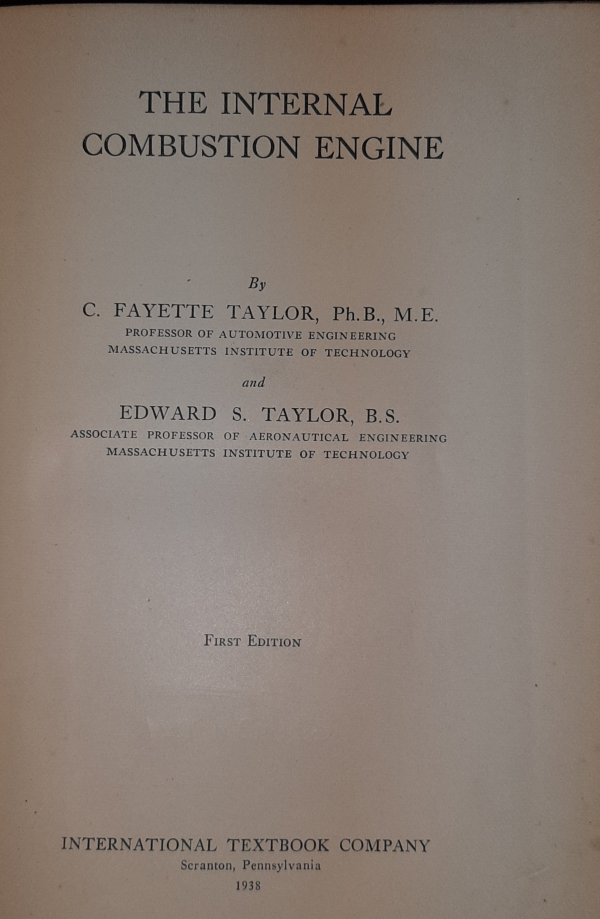 THE INTERNAL
COMBUSTION ENGINE
By
C. FAYETTE TAYLOR, Ph.B., M.E.
PROFESSOR OF AUTOMOTIVE ENGINEERING
MASSACHUSETTS INSTITUTE OF TECHNOLOGY
and
EDWARD S. TAYLOR, B.S.
ASSOCIATE PROFESSOR OF AERONAUTICAL ENGINEERING
MASSACHUSETTS INSTITUTE OF TECHNOLOGY
First Edition
INTERNATIONAL TEXTBOOK COMPANY
Scranton, Pennsylvania
1938